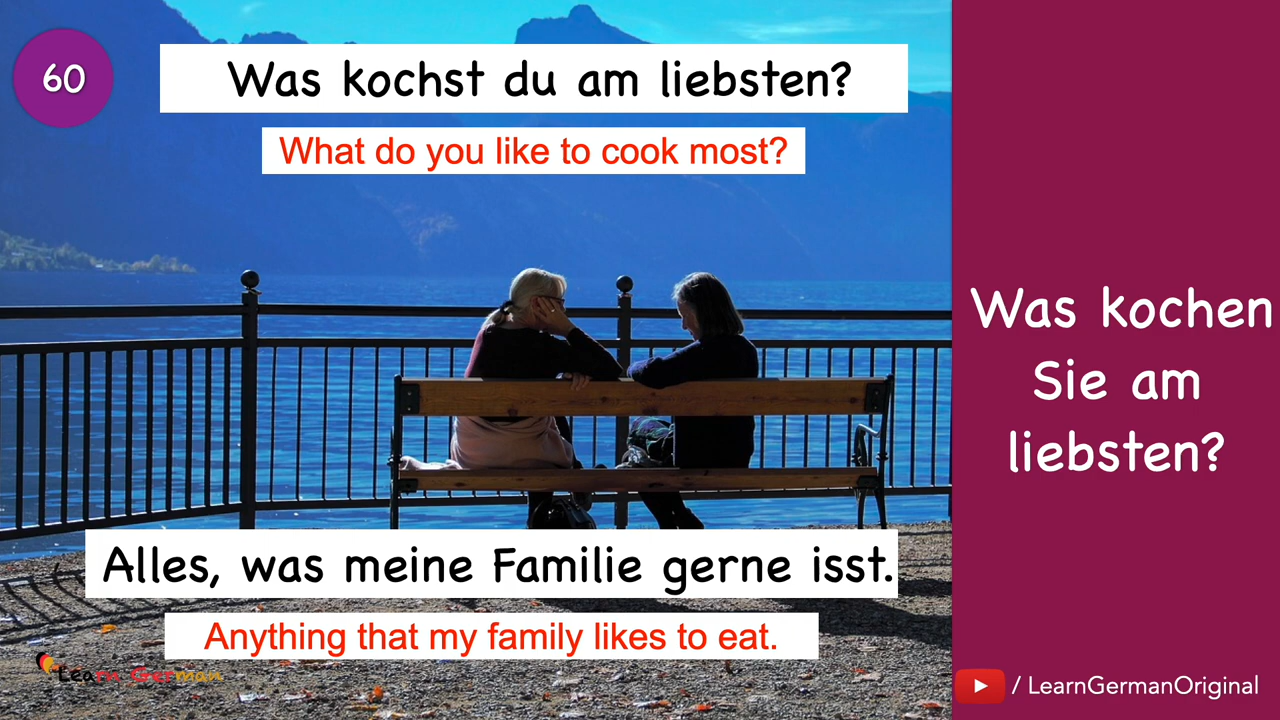 60
Was kochst du am liebsten?
What do you like to cook most?
Alles, was meine Familie gerne isst.
Anything that my family likes to eat.
Learn German
Was kochen
Sie am
liebsten?
/ LearnGermanOriginal